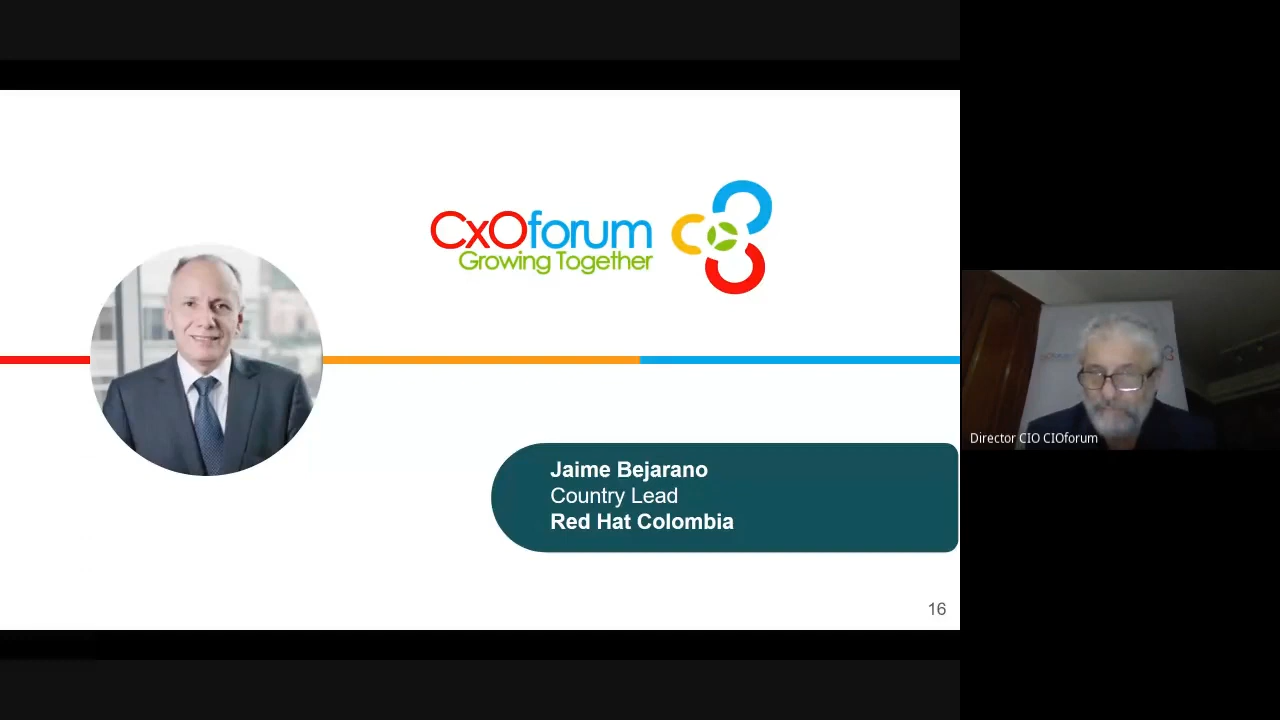 CxOforum
Growing Together
Jaime Bejarano
Country Lead
Red Hat Colombia
16
Director CIO CIOforum